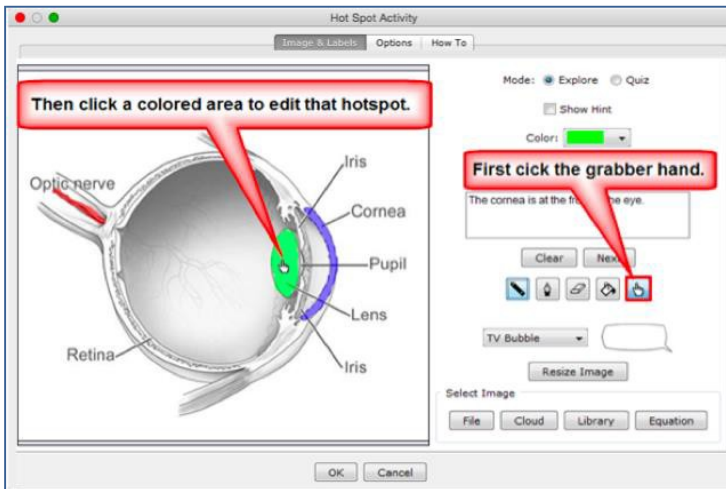 Hot Spot Activity
Image & Labels Options How To
Then click a colored area to edit that hotspot.
Optic nerve
Iris
Cornea
Pupil
Lens
Iris
Retina
Mode: Explore Quiz
Show Hint
Color:
First cick the grabber hand.
The cornea is at the fr he eye.
Clear Nex
TV Bubble
Resize Image
Select Image
File Cloud Library Equation
OK Cancel